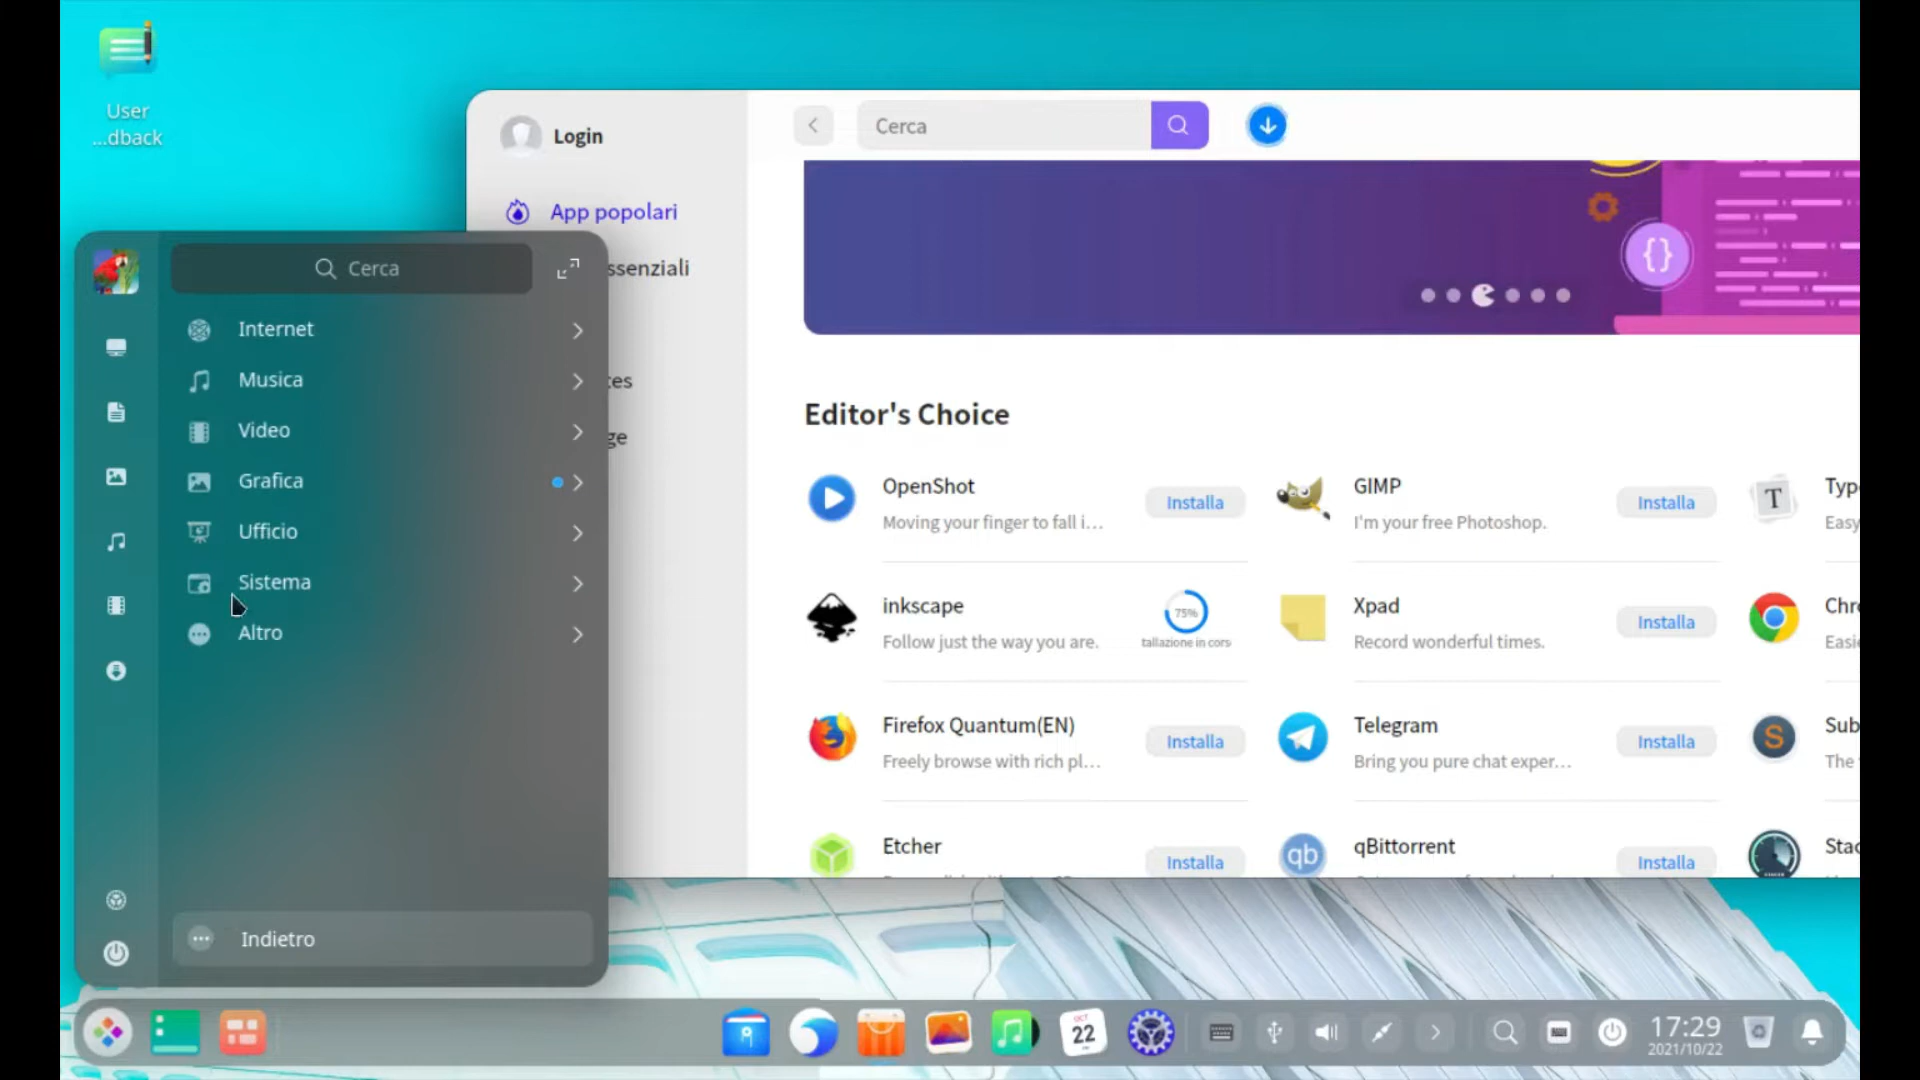 User
...dback
Login
Cerca
App popolari
ssenziali
Cerca
Internet
Musica
Video
Grafica
Ufficio
Sistema
Altro
Indietro
ge
{}
Editor's Choice
OpenShot
Moving your finger to fall i...
Installa
GIMP
I'm your free Photoshop.
Installa
T
Typ
Easy
inkscape
Follow just the way you are.
75%
tallazione in cors
Xpad
Record wonderful times.
Installa
Chr
Easie
Firefox Quantum(EN)
Freely browse with rich pl...
Installa
Telegram
Bring you pure chat exper...
Installa
S
Sub
The
Etcher
Installa
qb
qBittorrent
Installa
Stac
OCT
22
17:29
2021/10/22